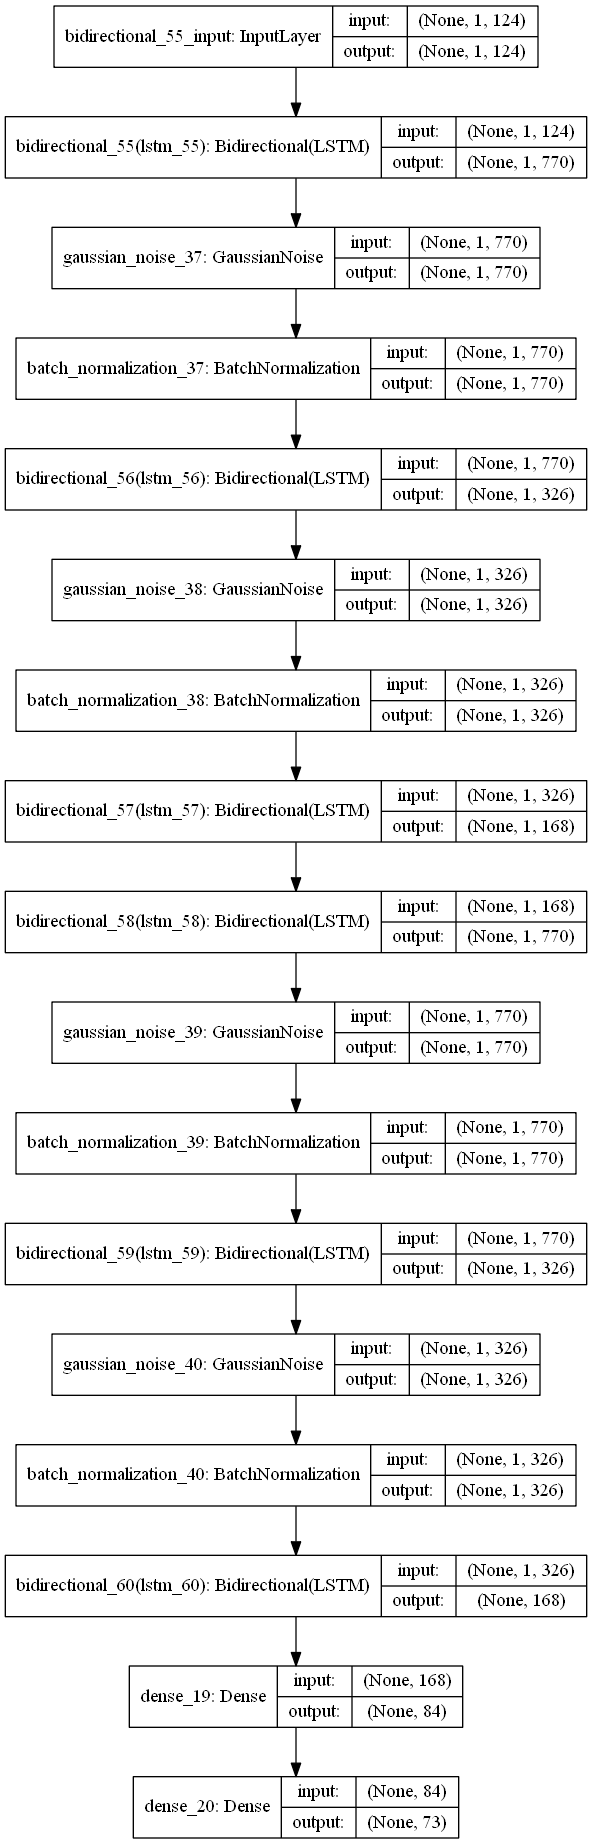 bidirectional_55_input: InputLayer
input: (None, 1, 124)
output: (None, 1, 124)
bidirectional_55(lstm_55): Bidirectional(LSTM)
input: (None, 1, 124)
output: (None, 1, 770)
gaussian_noise_37: GaussianNoise
input: (None, 1, 770)
output: (None, 1, 770)
batch_normalization_37: BatchNormalization
input: (None, 1, 770)
output: (None, 1, 770)
bidirectional_56(lstm_56): Bidirectional(LSTM)
input: (None, 1, 770)
output: (None, 1, 326)
gaussian_noise_38: GaussianNoise
input: (None, 1, 326)
output: (None, 1, 326)
batch_normalization_38: BatchNormalization
input: (None, 1, 326)
output: (None, 1, 326)
bidirectional_57(lstm_57): Bidirectional(LSTM)
input: (None, 1, 326)
output: (None, 1, 168)
bidirectional_58(lstm_58): Bidirectional(LSTM)
input: (None, 1, 168)
output: (None, 1, 770)
gaussian_noise_39: GaussianNoise
input: (None, 1, 770)
output: (None, 1, 770)
batch_normalization_39: BatchNormalization
input: (None, 1, 770)
output: (None, 1, 770)
bidirectional_59(lstm_59): Bidirectional(LSTM)
input: (None, 1, 770)
output: (None, 1, 326)
gaussian_noise_40: GaussianNoise
input: (None, 1, 326)
output: (None, 1, 326)
batch_normalization_40: BatchNormalization
input: (None, 1, 326)
output: (None, 1, 326)
bidirectional_60(lstm_60): Bidirectional(LSTM)
input: (None, 1, 326)
output: (None, 168)
dense_19: Dense
input: (None, 168)
output: (None, 84)
dense_20: Dense
input: (None, 84)
output: (None, 73)